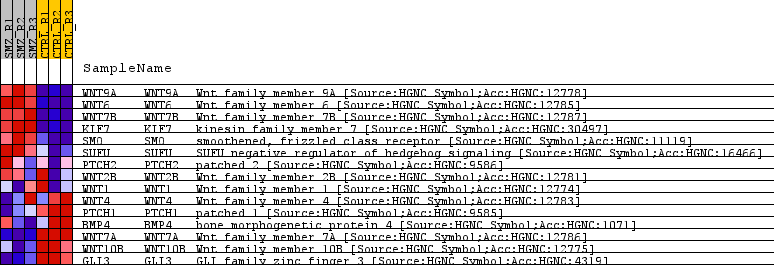 SMZ_R1
SMZ_R2
SMZ_R3
CTRL_R1
CTRL_R2
CTRL_R3
SampleName
WNT9A WNT9A Wnt family member 9A [Source:HGNC Symbol;Acc:HGNC:12778]
WNT6 WNT6 Wnt family member 6 [Source:HGNC Symbol;Acc:HGNC:12785]
WNT7B WNT7B Wnt family member 7B [Source:HGNC Symbol;Acc:HGNC:12787]
KIF7 KIF7 kinesin family member 7 [Source:HGNC Symbol;Acc:HGNC:30497]
SMO SMO smoothened, frizzled class receptor [Source:HGNC Symbol;Acc:HGNC:11119]
SUFU SUFU SUFU negative regulator of hedgehog signaling [Source:HGNC Symbol;Acc:HGNC:16466]
PTCH2 PTCH2 patched 2 [Source:HGNC Symbol;Acc:HGNC:9586]
WNT2B WNT2B Wnt family member 2B [Source:HGNC Symbol;Acc:HGNC:12781]
WNT1 WNT1 Wnt family member 1 [Source:HGNC Symbol;Acc:HGNC:12774]
WNT4 WNT4 Wnt family member 4 [Source:HGNC Symbol;Acc:HGNC:12783]
PTCH1 PTCH1 patched 1 [Source:HGNC Symbol;Acc:HGNC:9585]
BMP4 BMP4 bone morphogenetic protein 4 [Source:HGNC Symbol;Acc:HGNC:1071]
WNT7A WNT7A Wnt family member 7A [Source:HGNC Symbol;Acc:HGNC:12786]
WNT10B WNT10B Wnt family member 10B [Source:HGNC Symbol;Acc:HGNC:12775]
GLI3 GLI3 GLI family zinc finger 3 [Source:HGNC Symbol;Acc:HGNC:4319]